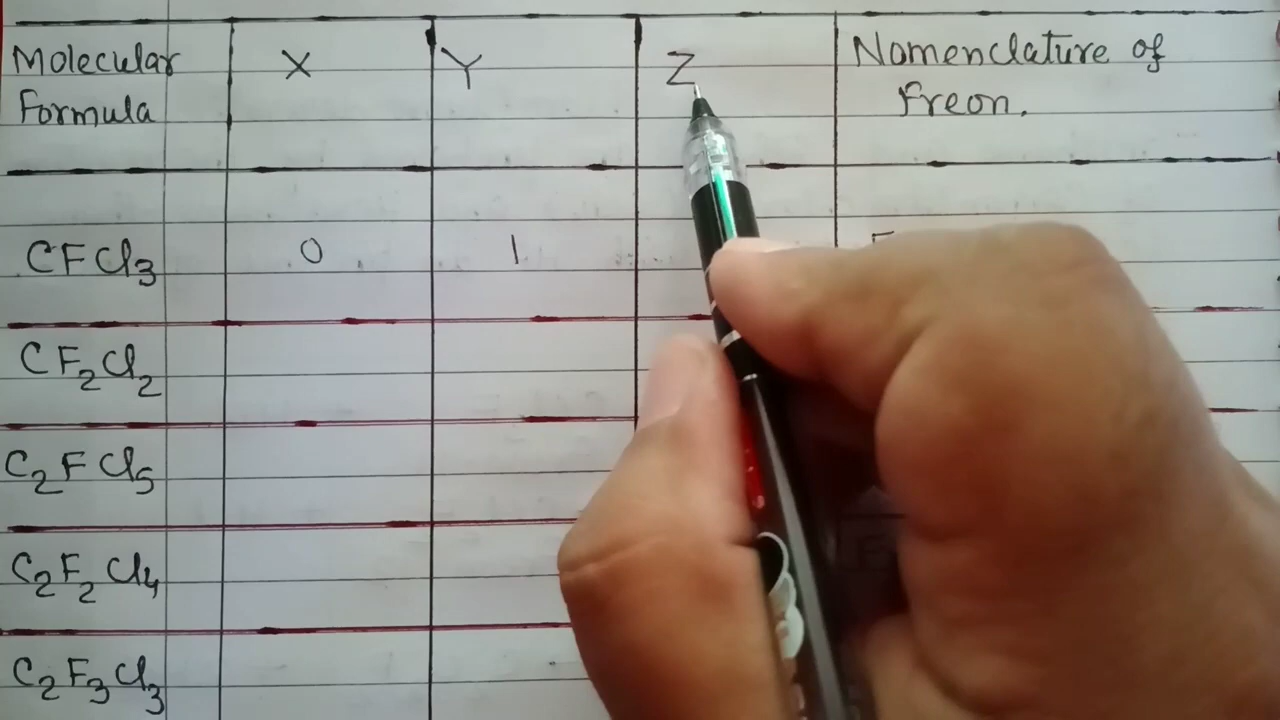 Molecular Formula X Y Z Nomenclature of Freon.
CFCl3 0 1
CF2Cl2
C2FCl5
C2F2Cl4
C2F3Cl3